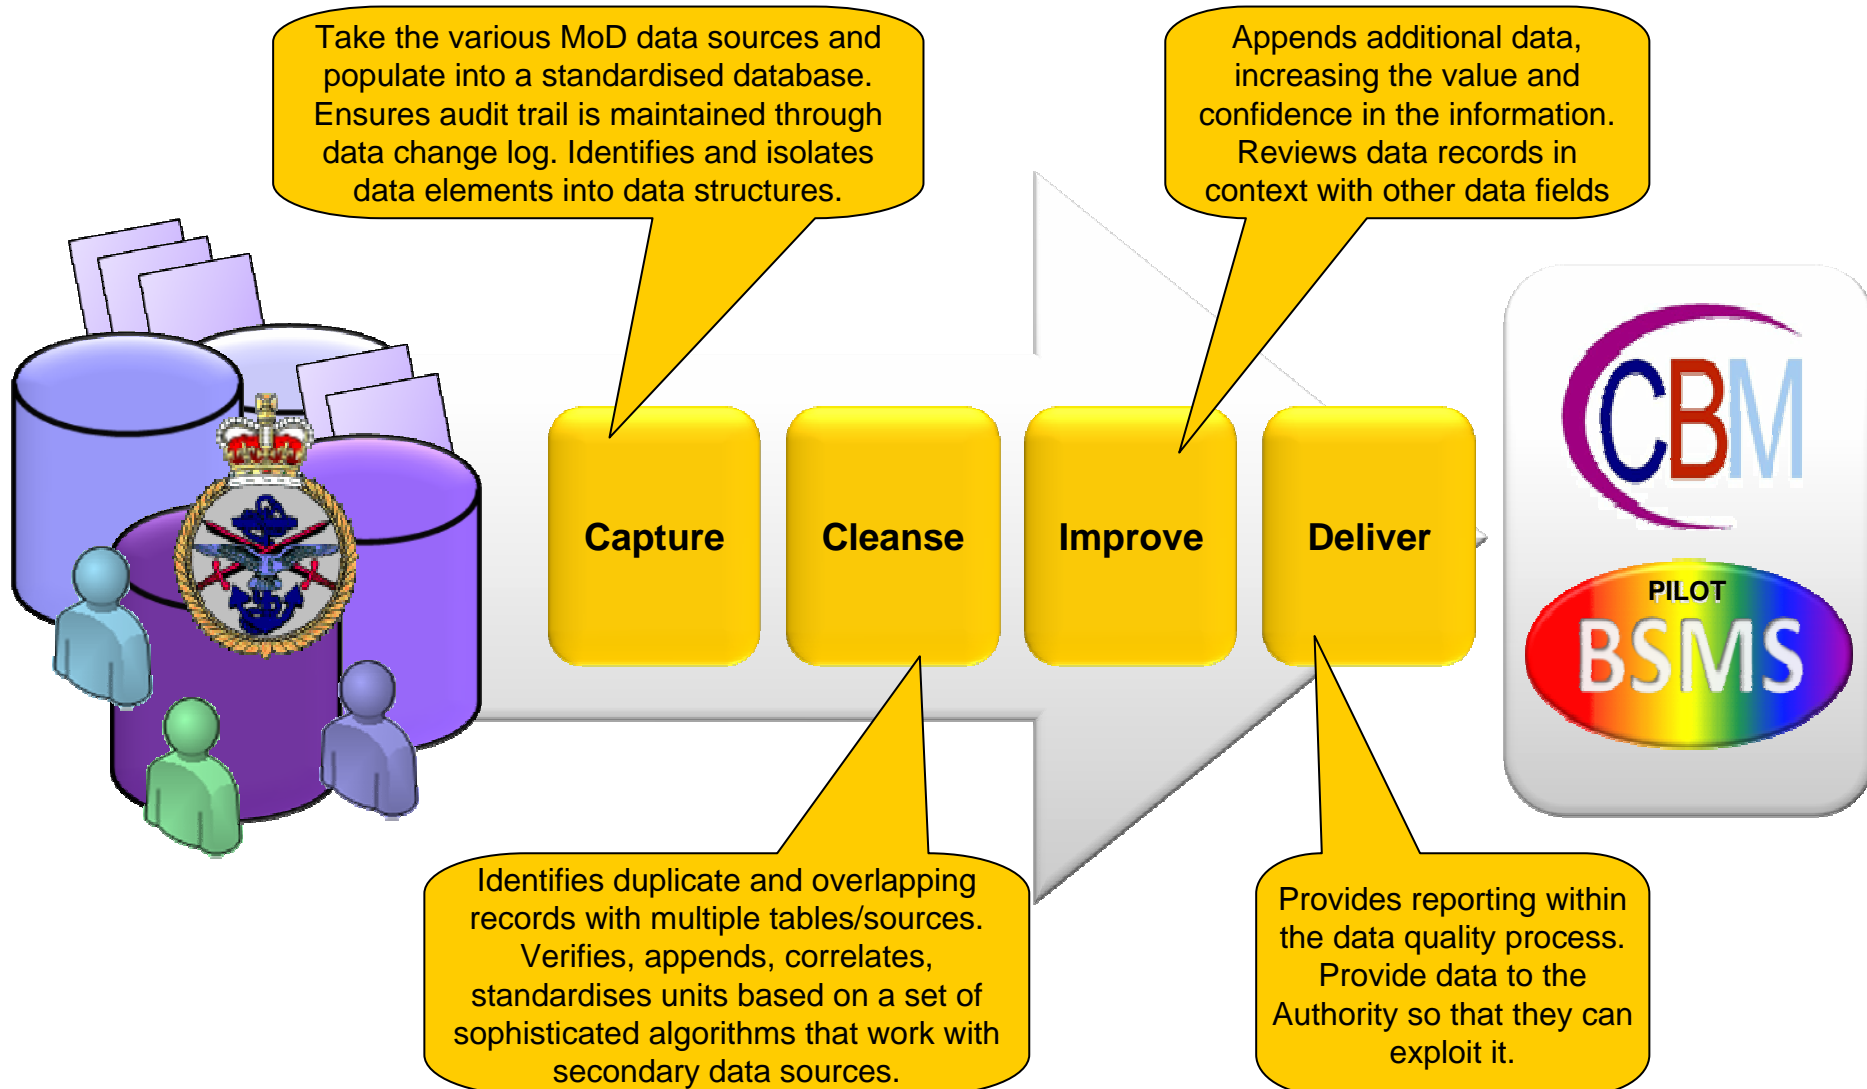 Take the various MoD data sources and
populate into a standardised database.
Ensures audit trail is maintained through
data change log. Identifies and isolates
data elements into data structures.
Appends additional data,
increasing the value and
confidence in the information.
Reviews data records in
context with other data fields
Capture
Cleanse
Improve
Deliver
CBM
PILOT
BSMS
Identifies duplicate and overlapping
records with multiple tables/sources.
Verifies, appends, correlates,
standardises units based on a set of
sophisticated algorithms that work with
secondary data sources.
Provides reporting within
the data quality process.
Provide data to the
Authority so that they can
exploit it.